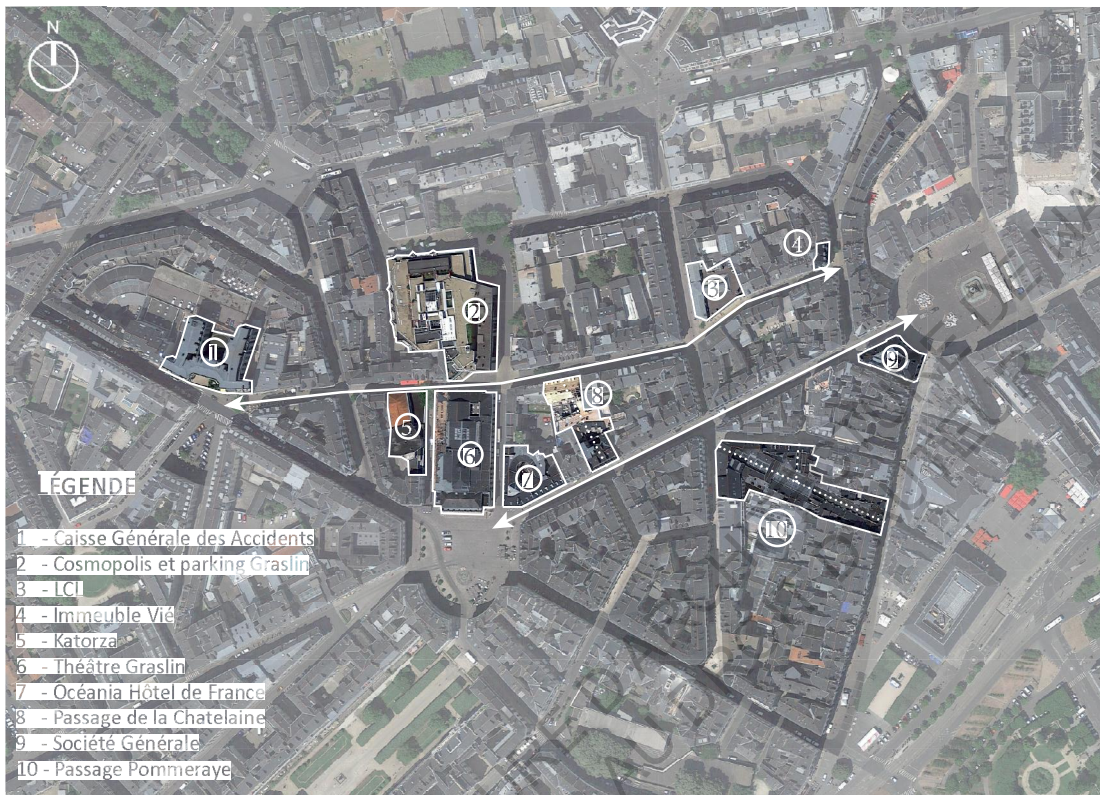 N
4
2
3
1
8
9
5
6
7
10
LÉGENDE
1 - Caisse Générale des Accidents
2 - Cosmopolis et parking Graslin
3 - LCL
4 - Immeuble Vié
5 - Katorza
6 - Théâtre Graslin
7 - Océania Hôtel de France
8 - Passage de la Chatelaine
9 - Société Générale
10 - Passage Pommeraye